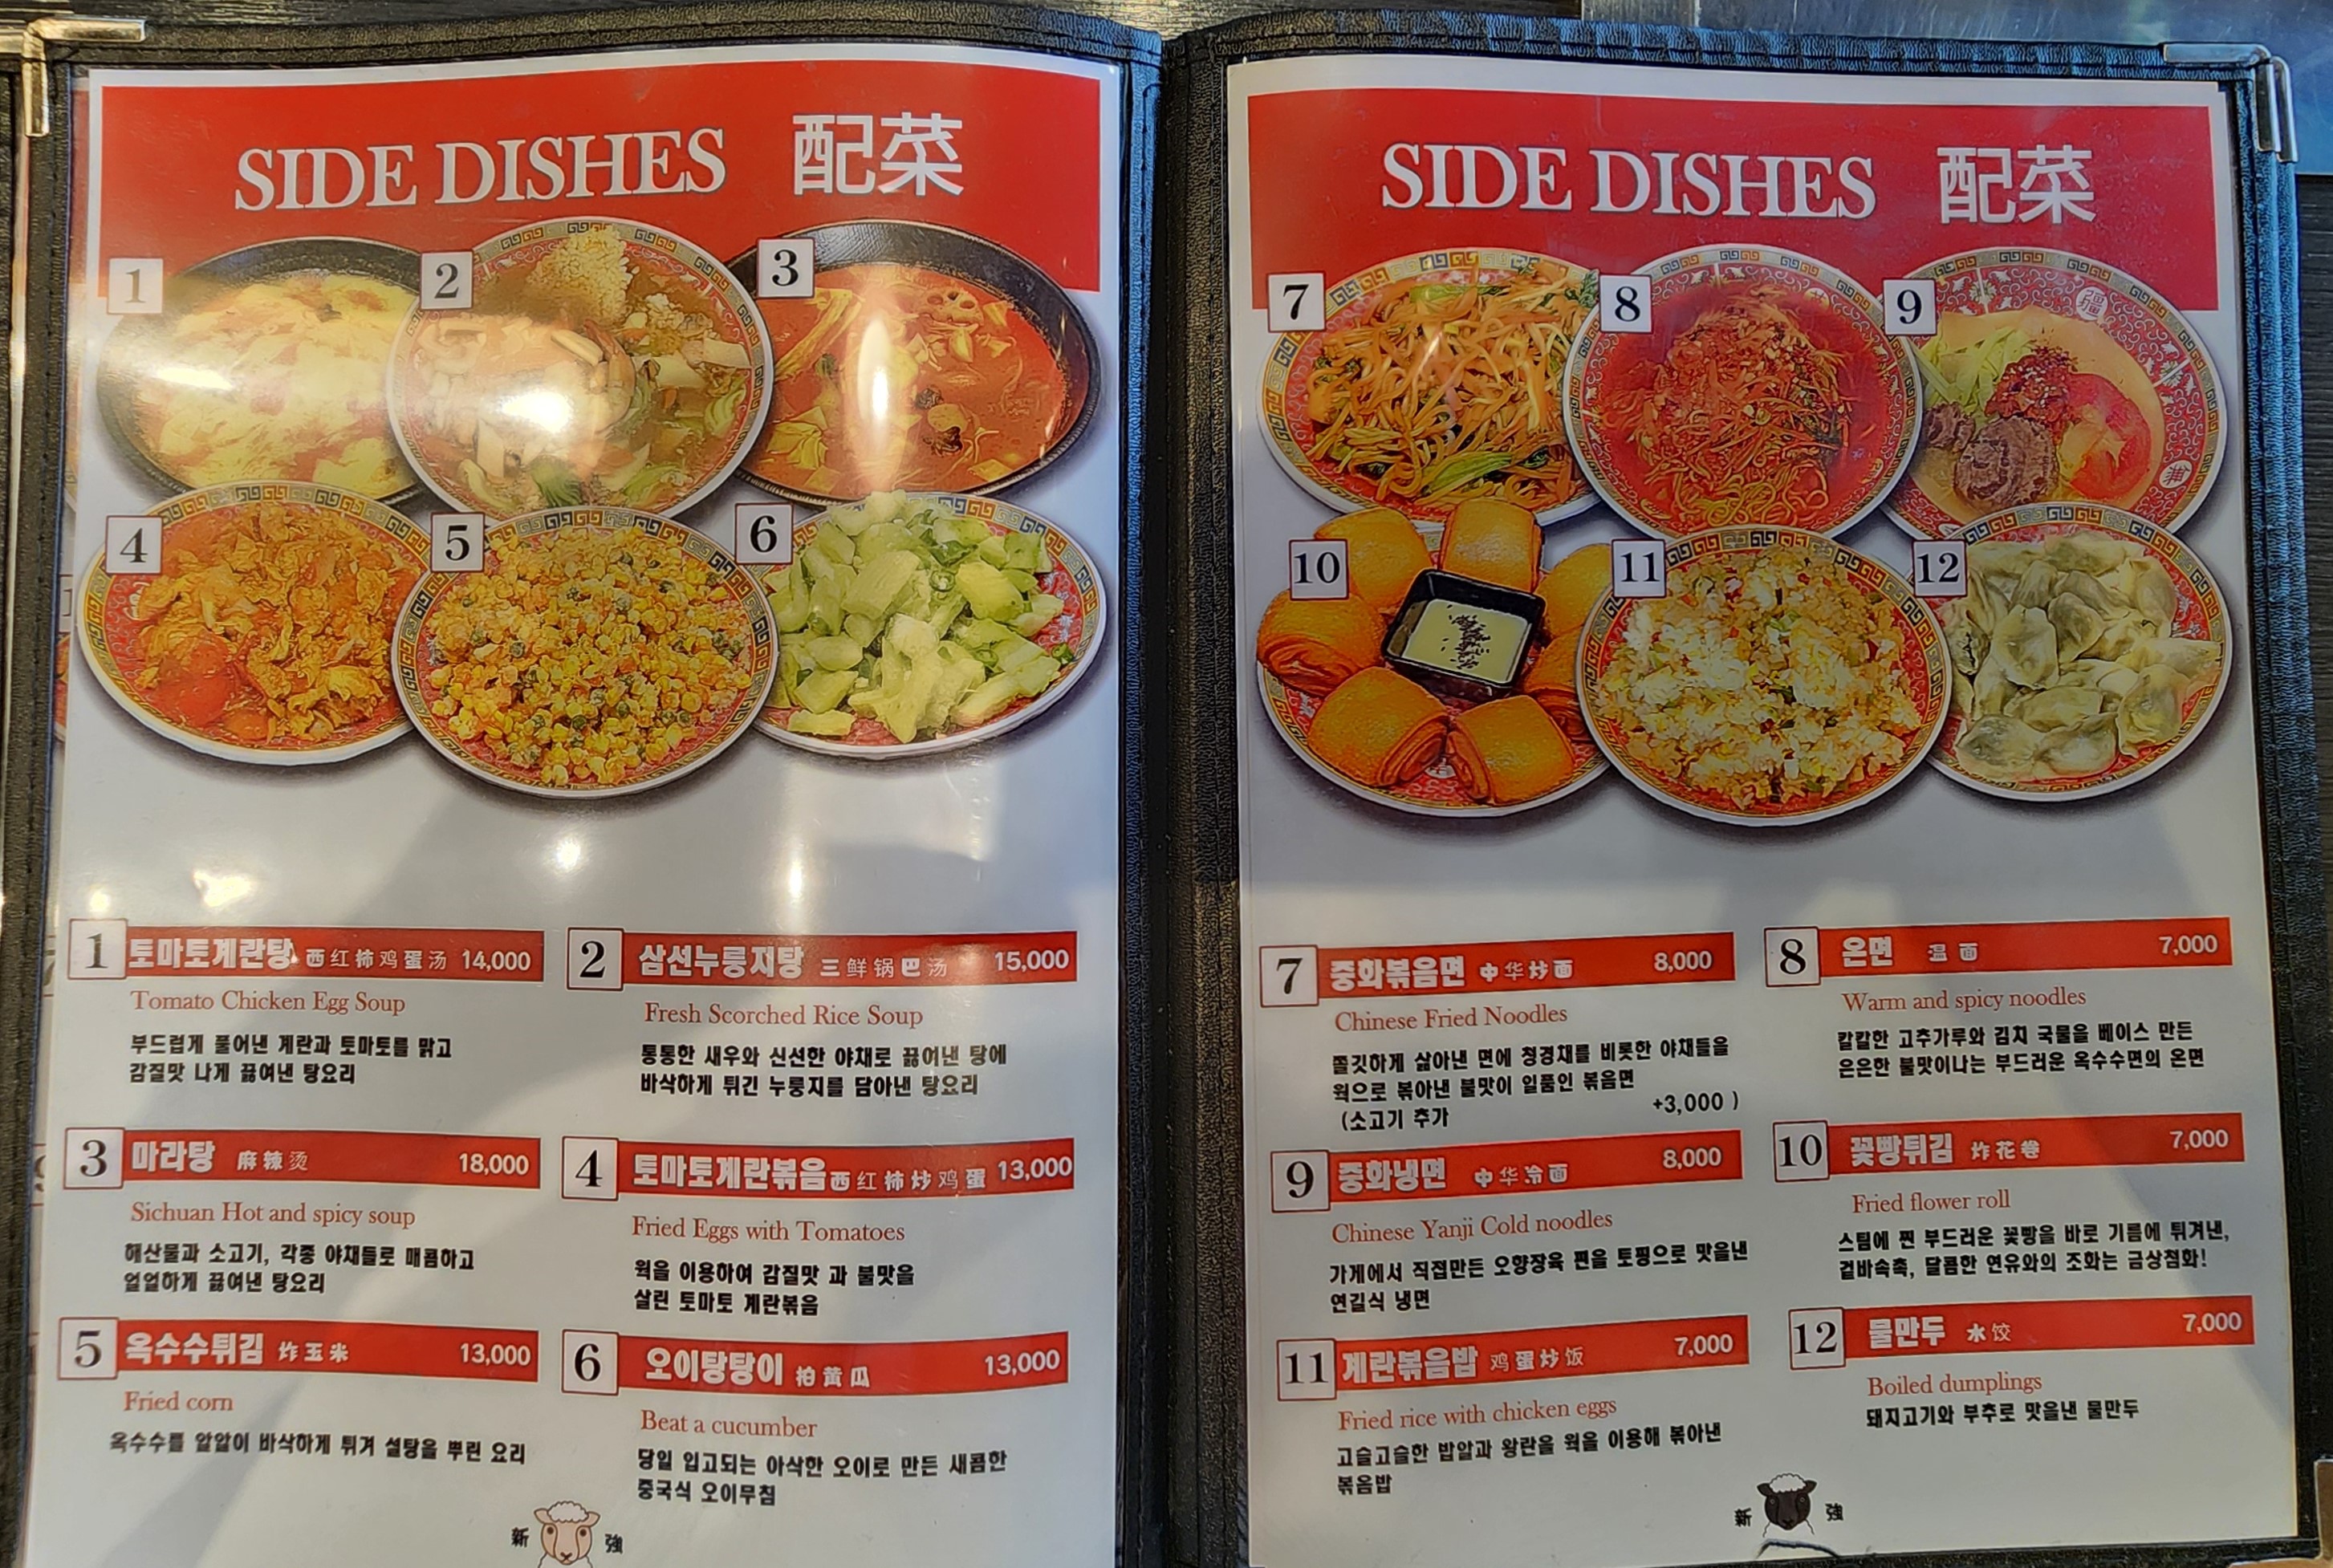 SIDE DISHES 配菜
1
2
3
4
5
6
1 토마토계란탕 西红柿鸡蛋汤 14,000
Tomato Chicken Egg Soup
부드럽게 풀어낸 계란과 토마토를 맑고
감질맛 나게 끓여낸 탕요리
2 삼선누룽지탕 三鲜锅巴汤 15,000
Fresh Scorched Rice Soup
통통한 새우와 신선한 야채로 끓여낸 탕에
바삭하게 튀긴 누룽지를 담아낸 탕요리
3 마라탕 麻辣烫 18,000
Sichuan Hot and spicy soup
해산물과 소고기, 각종 야채들로 매콤하고
얼얼하게 끓여낸 탕요리
4 토마토계란볶음 西红柿炒鸡蛋 13,000
Fried Eggs with Tomatoes
웍을 이용하여 감질맛 과 불맛을
살린 토마토 계란볶음
5 옥수수튀김 炸玉米 13,000
Fried corn
옥수수를 알알이 바삭하게 튀겨 설탕을 뿌린 요리
6 오이탕탕이 拍黄瓜 13,000
Beat a cucumber
당일 입고되는 아삭한 오이로 만든 새콤한
중국식 오이무침
新 強
SIDE DISHES 配菜
7
8
9
10
11
12
7 중화볶음면 中华炒面 8,000
Chinese Fried Noodles
쫄깃하게 삶아낸 면에 청경채를 비롯한 야채들을
웍으로 볶아낸 불맛이 일품인 볶음면
(소고기 추가 +3,000 )
8 온면 温面 7,000
Warm and spicy noodles
칼칼한 고추가루와 김치 국물을 베이스 만든
은은한 불맛이나는 부드러운 옥수수면의 온면
9 중화냉면 中华冷面 8,000
Chinese Yanji Cold noodles
가게에서 직접만든 오향장육 찐을 토핑으로 맛을낸
연길식 냉면
10 꽃빵튀김 炸花卷 7,000
Fried flower roll
스팀에 찐 부드러운 꽃빵을 바로 기름에 튀겨낸,
겉바속촉, 달콤한 연유와의 조화는 금상첨화!
11 계란볶음밥 鸡蛋炒饭 7,000
Fried rice with chicken eggs
고슬고슬한 밥알과 왕란을 웍을 이용해 볶아낸
볶음밥
12 물만두 水饺 7,000
Boiled dumplings
돼지고기와 부추로 맛을낸 물만두
新 強